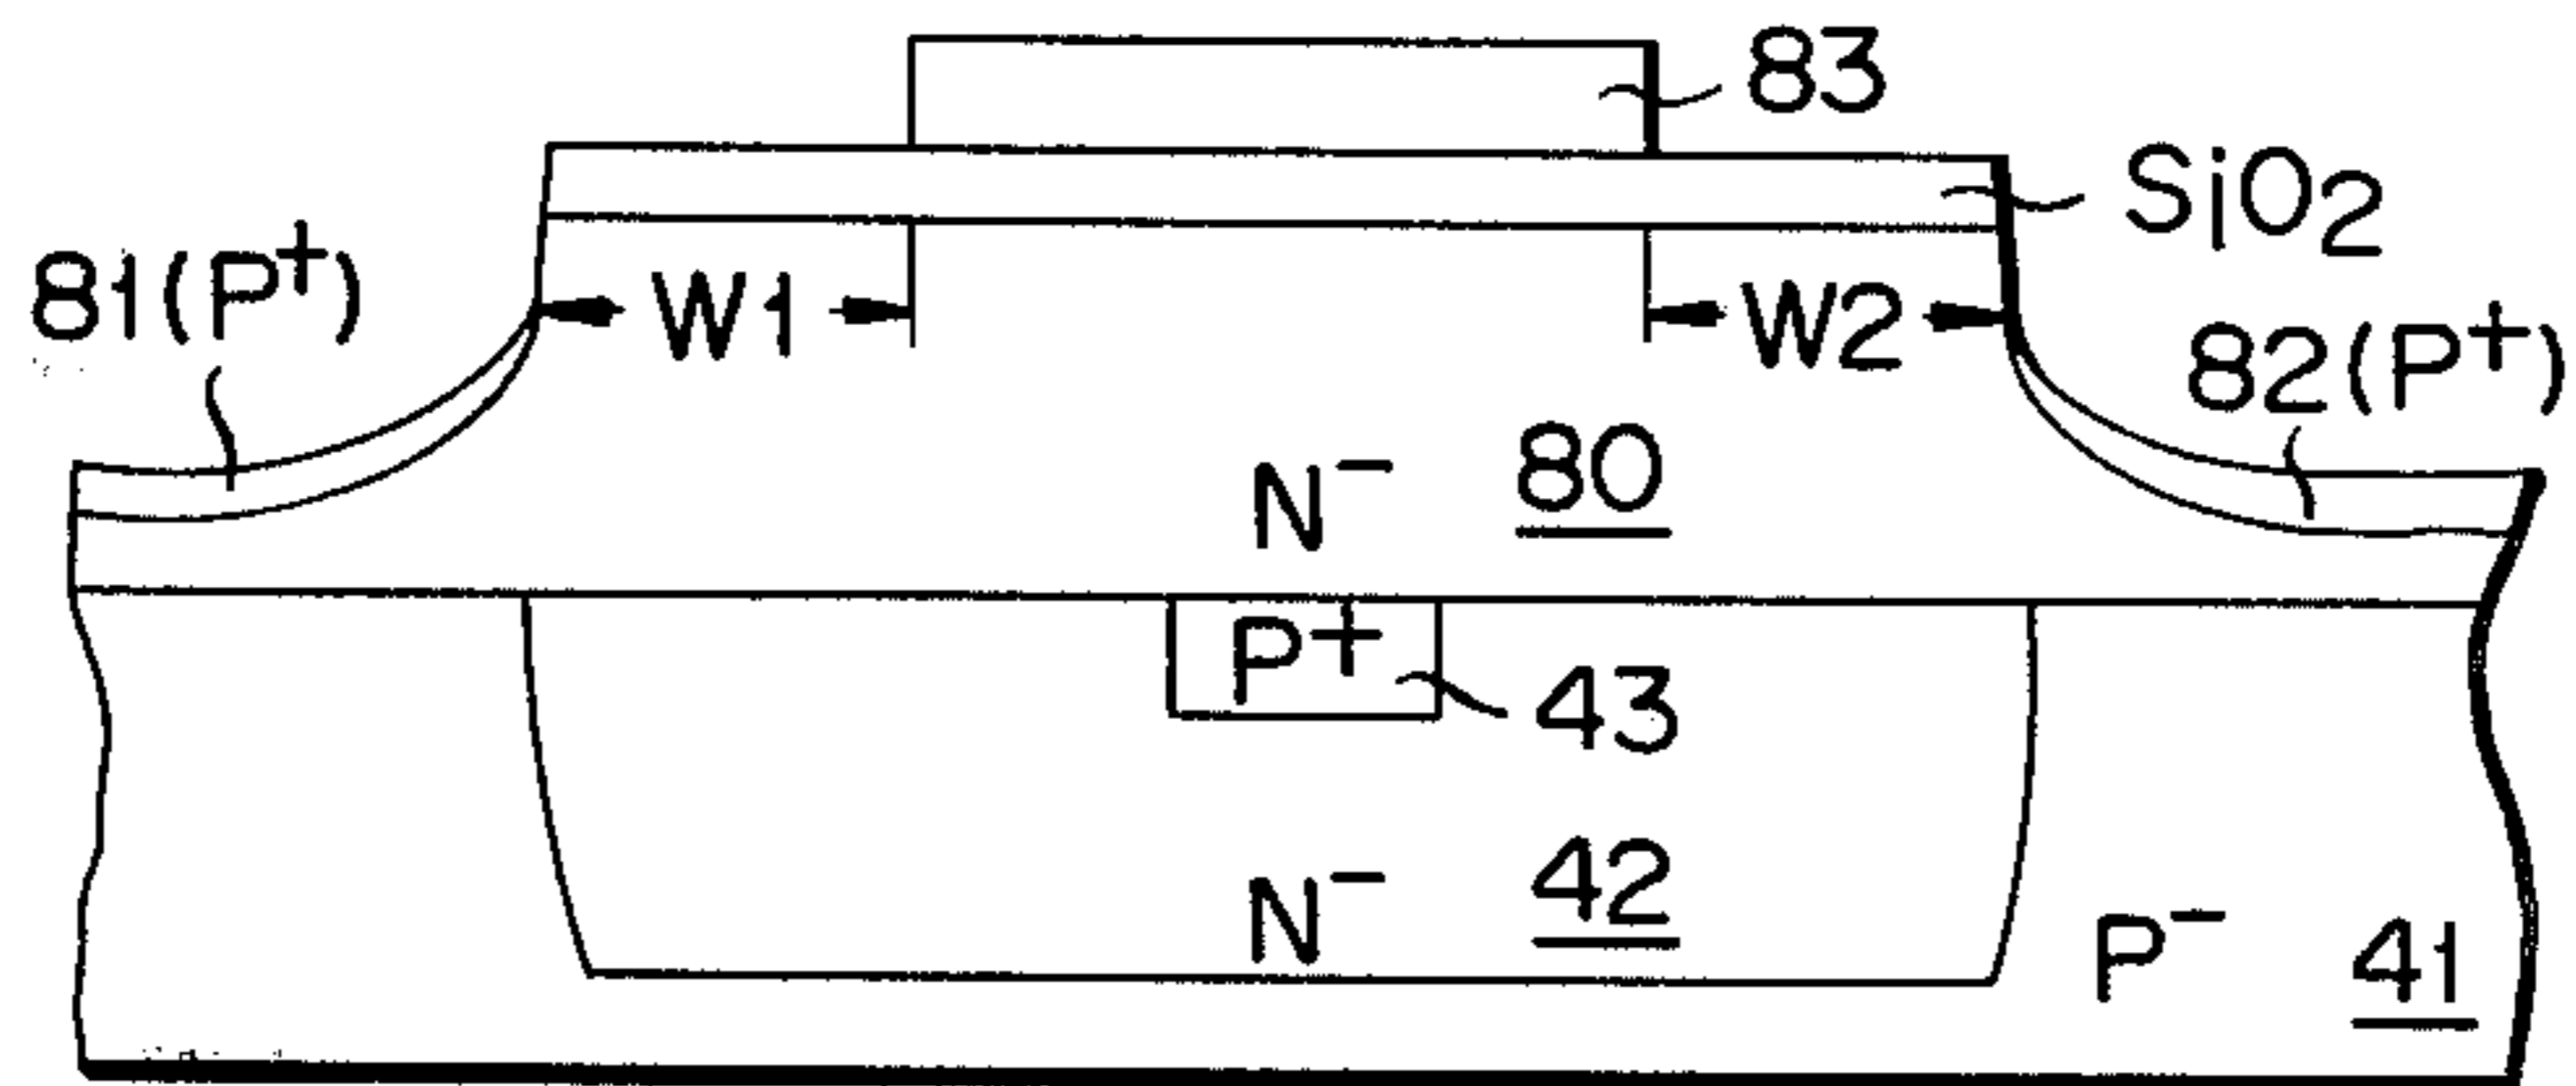 83
SiO2
81(P+)
W1
W2
82(P+)
N- 80
P+
43
N- 42
P- 41